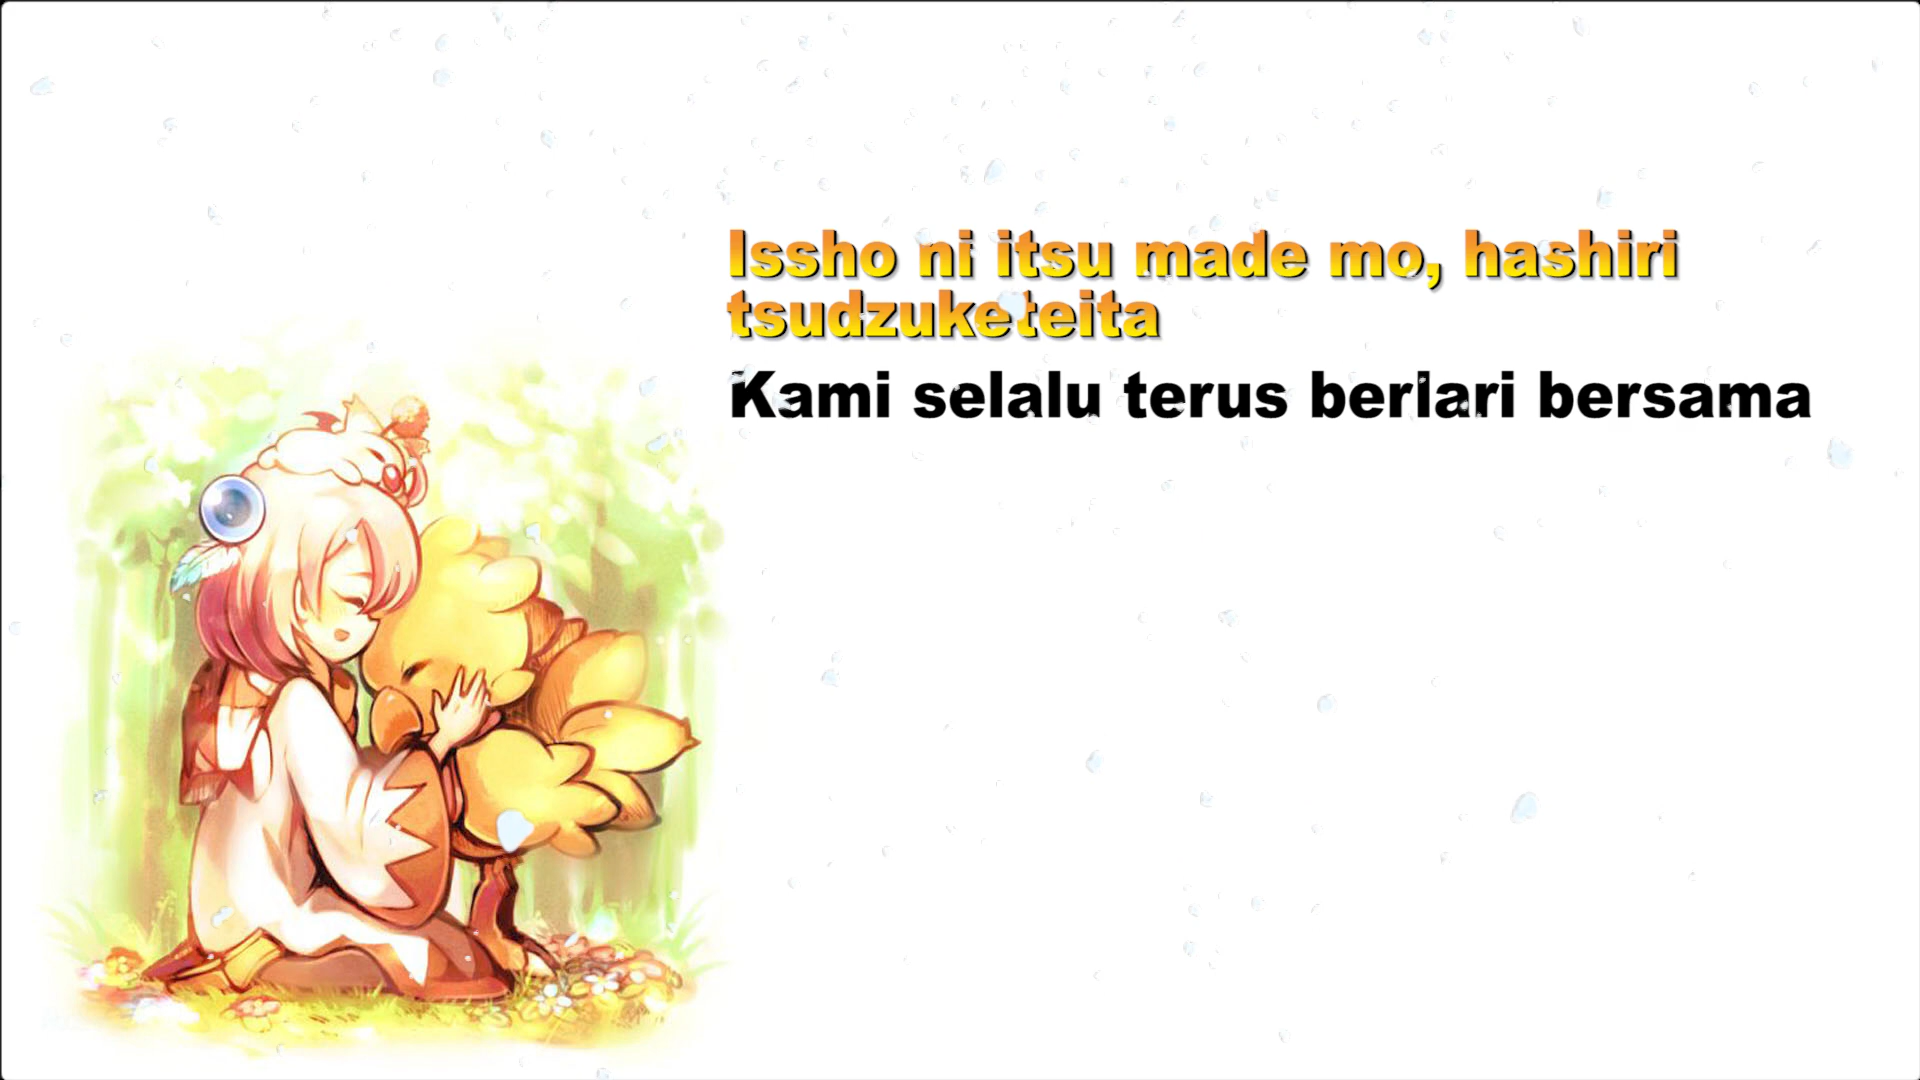 Issho ni itsu made mo, hashiri
tsudzuketeita
Kami selalu terus berlari bersama